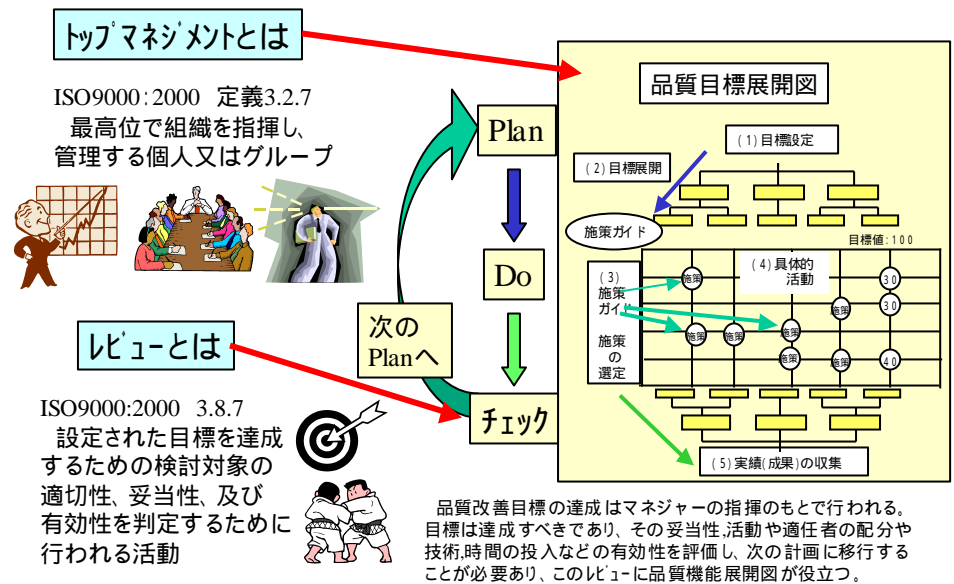 トップマネジメントとは
ISO9000:2000 定義3.2.7
最高位で組織を指揮し、
管理する個人又はグループ
レビューとは
ISO9000:2000 3.8.7
設定された目標を達成
するための検討対象の
適切性、妥当性、及び
有効性を判定するために
行われる活動
Plan
Do
チェック
次の
Planへ
品質目標展開図
(1)目標設定
(2)目標展開
施策ガイド
目標値:100
(3)
施策
ガイド
施策
の
選定
(4)具体的
活動
施策
30
施策
30
施策
施策
施策
施策
施策
40
(5)実績(成果)の収集
品質改善目標の達成はマネジャーの指揮のもとで行われる。
目標は達成すべきであり、その妥当性,活動や適任者の配分や
技術,時間の投入などの有効性を評価し、次の計画に移行する
ことが必要あり、このレビューに品質機能展開図が役立つ。